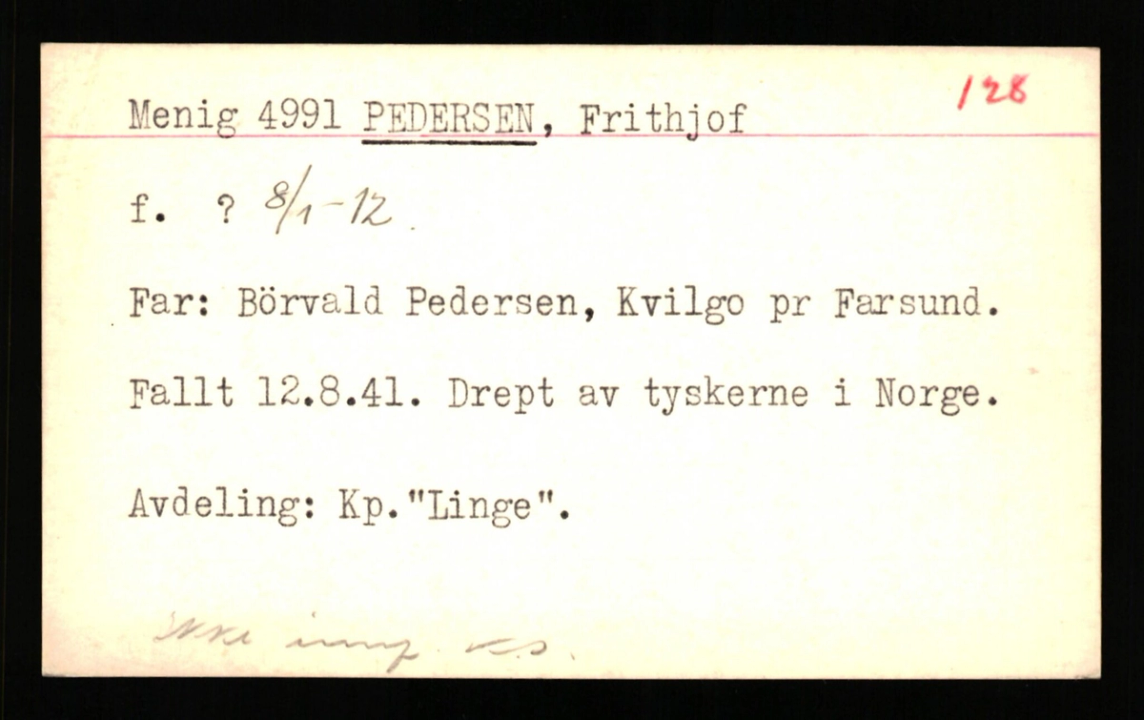 128
Menig 4991 PEDERSEN, Frithjof
f. ? 8/1-12.
Far: Börvald Pedersen, Kvilgo pr Farsund.
Fallt 12.8.41. Drept av tyskerne i Norge.
Avdeling: Kp."Linge".
Ikke